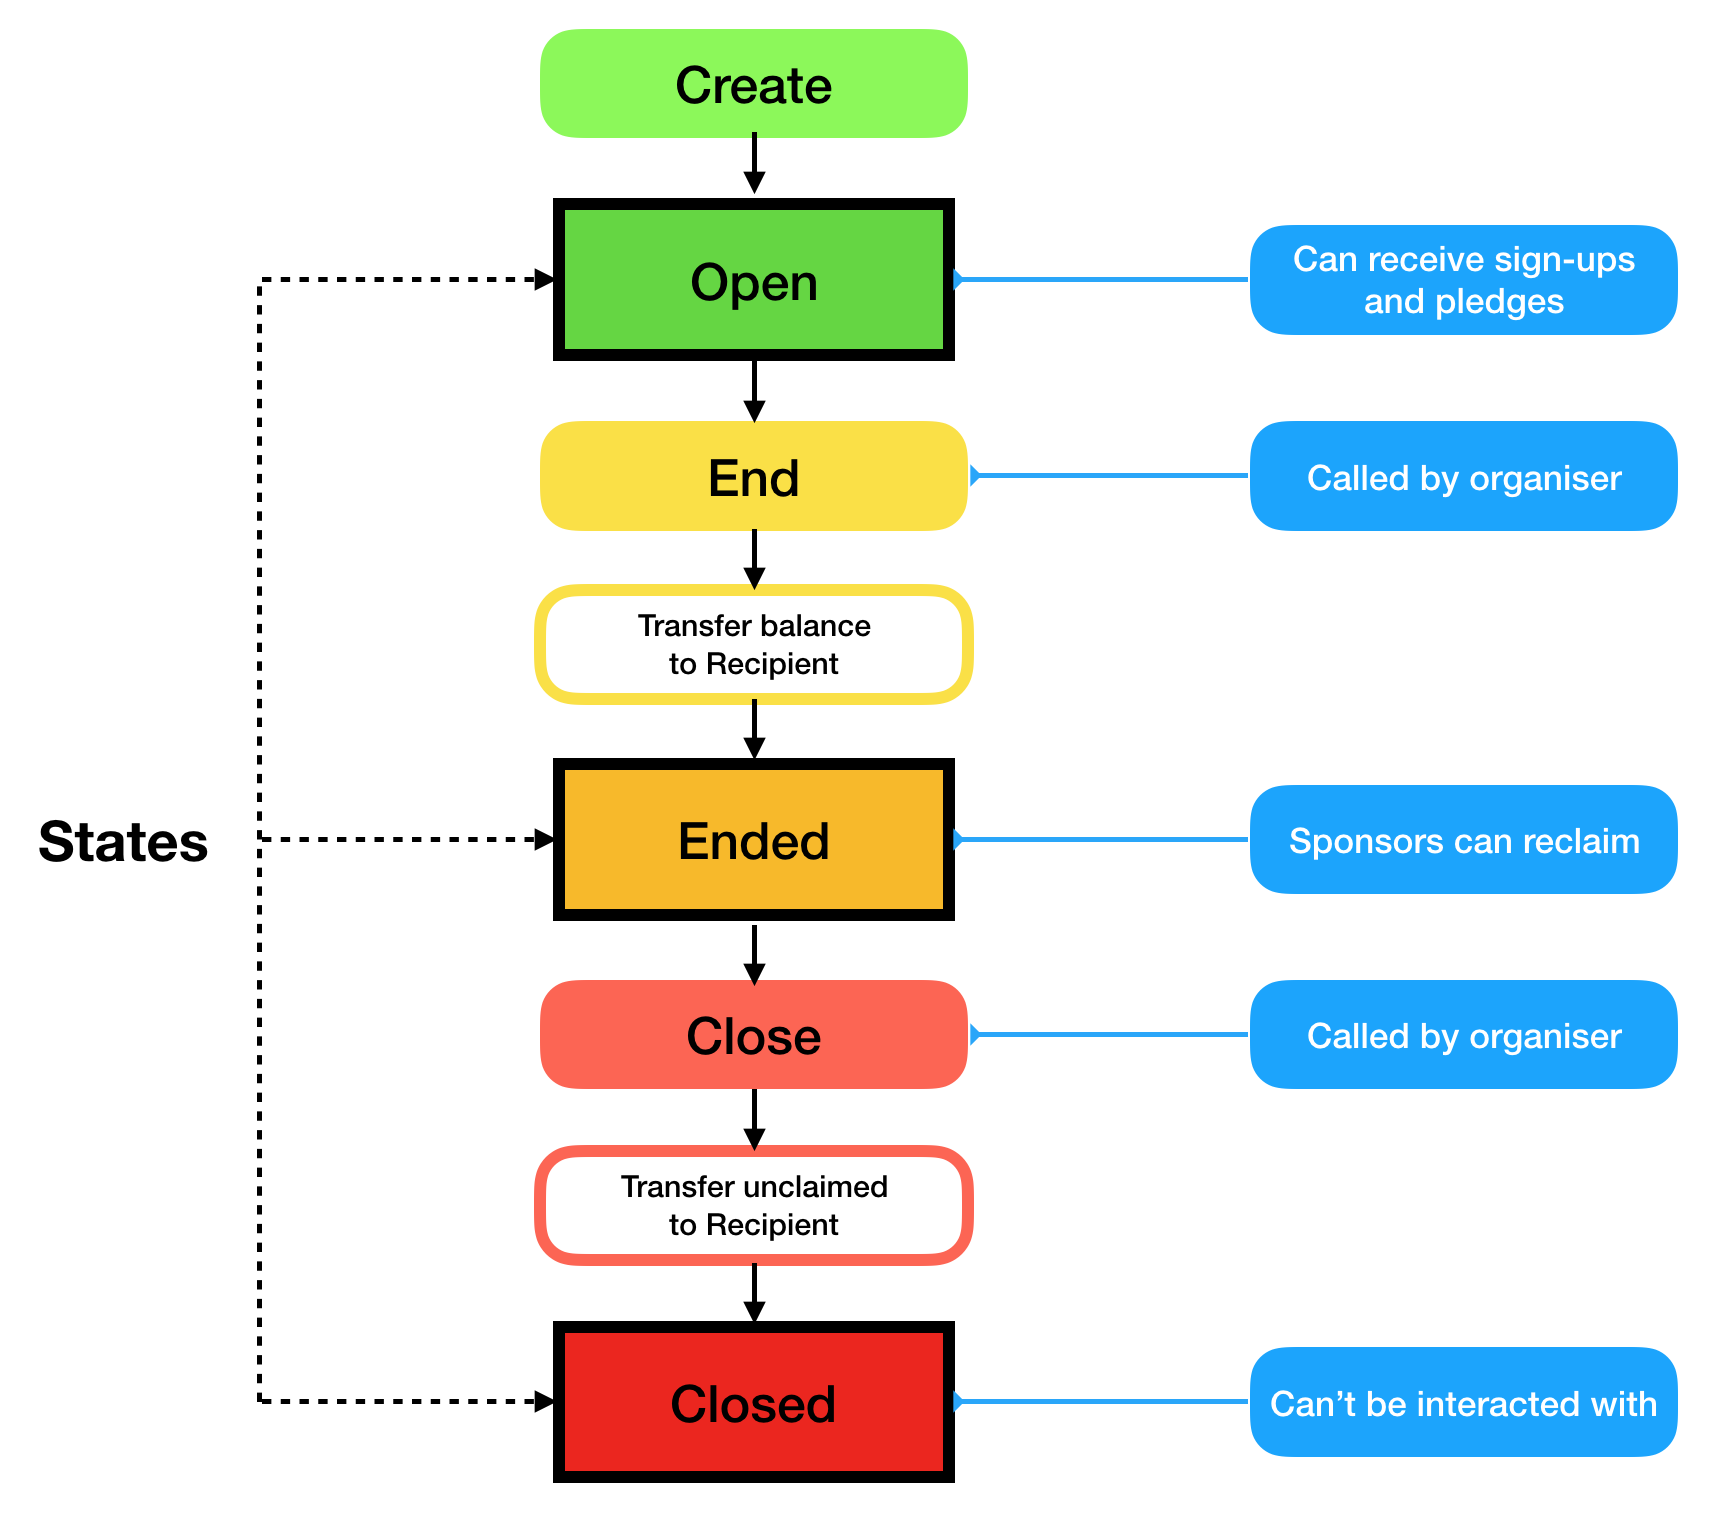 Create
Open
Can receive sign-ups
and pledges
End
Called by organiser
Transfer balance
to Recipient
States
Ended
Sponsors can reclaim
Close
Called by organiser
Transfer unclaimed
to Recipient
Closed
Can’t be interacted with